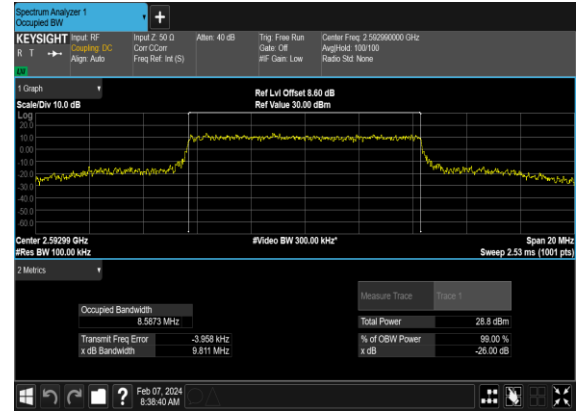 Spectrum Analyzer 1
Occupied BW
KEYSIGHT Input: RF Input Z: 50 Ω Atten: 40 dB Trig: Free Run Center Freq: 2.592990000 GHz
R T Coupling: DC Corr CCorr Gate: Off Avg|Hold: 100/100
Align: Auto Freq Ref: Int (S) #IF Gain: Low Radio Std: None
LW
1 Graph
Ref Lvl Offset 8.60 dB
Scale/Div 10.0 dB Ref Value 30.00 dBm
Log
20.0
10.0
0.00
-10.0
-20.0
-30.0
-40.0
-50.0
-60.0
Center 2.59299 GHz #Video BW 300.00 kHz* Span 20 MHz
#Res BW 100.00 kHz Sweep 2.53 ms (1001 pts)
2 Metrics
Measure Trace Trace 1
Occupied Bandwidth
8.5873 MHz Total Power 28.8 dBm
Transmit Freq Error -3.958 kHz % of OBW Power 99.00 %
x dB Bandwidth 9.811 MHz x dB -26.00 dB
?
Feb 07, 2024
8:38:40 AM